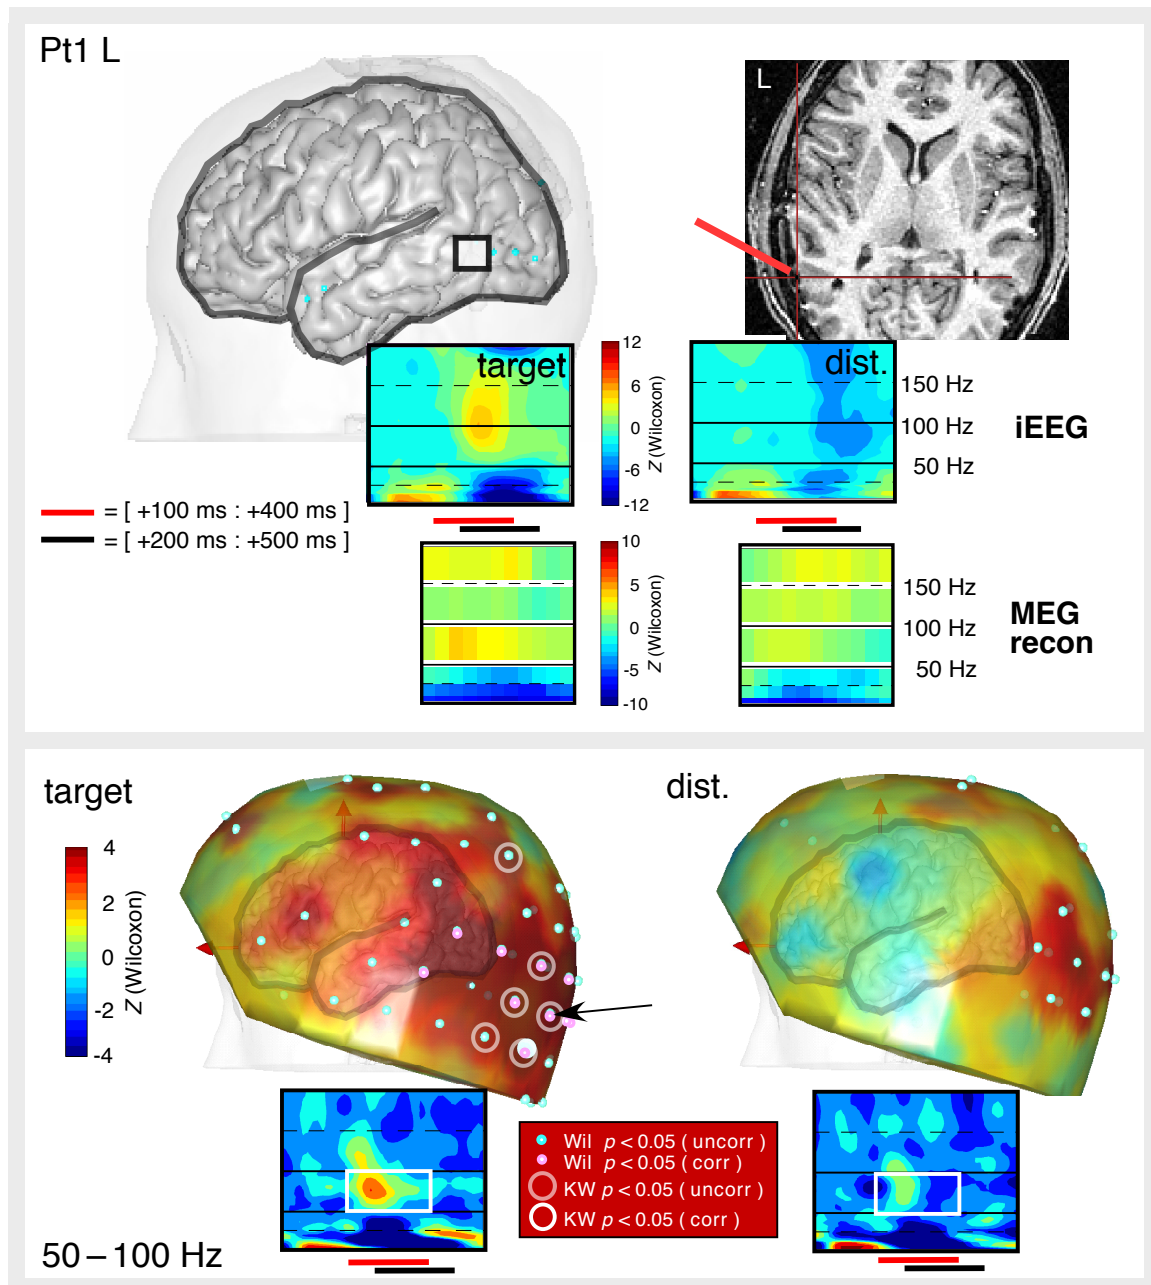 Pt1 L
L
target
dist.
12
6
0
-6
-12
Z (Wilcoxon)
150 Hz
100 Hz
50 Hz
iEEG
= [ +100 ms : +400 ms ]
= [ +200 ms : +500 ms ]
10
5
0
-5
-10
Z (Wilcoxon)
150 Hz
100 Hz
50 Hz
MEG
recon
target
dist.
4
2
0
-2
-4
Z (Wilcoxon)
Wil p < 0.05 ( uncorr )
Wil p < 0.05 ( corr )
KW p < 0.05 ( uncorr )
KW p < 0.05 ( corr )
50 – 100 Hz